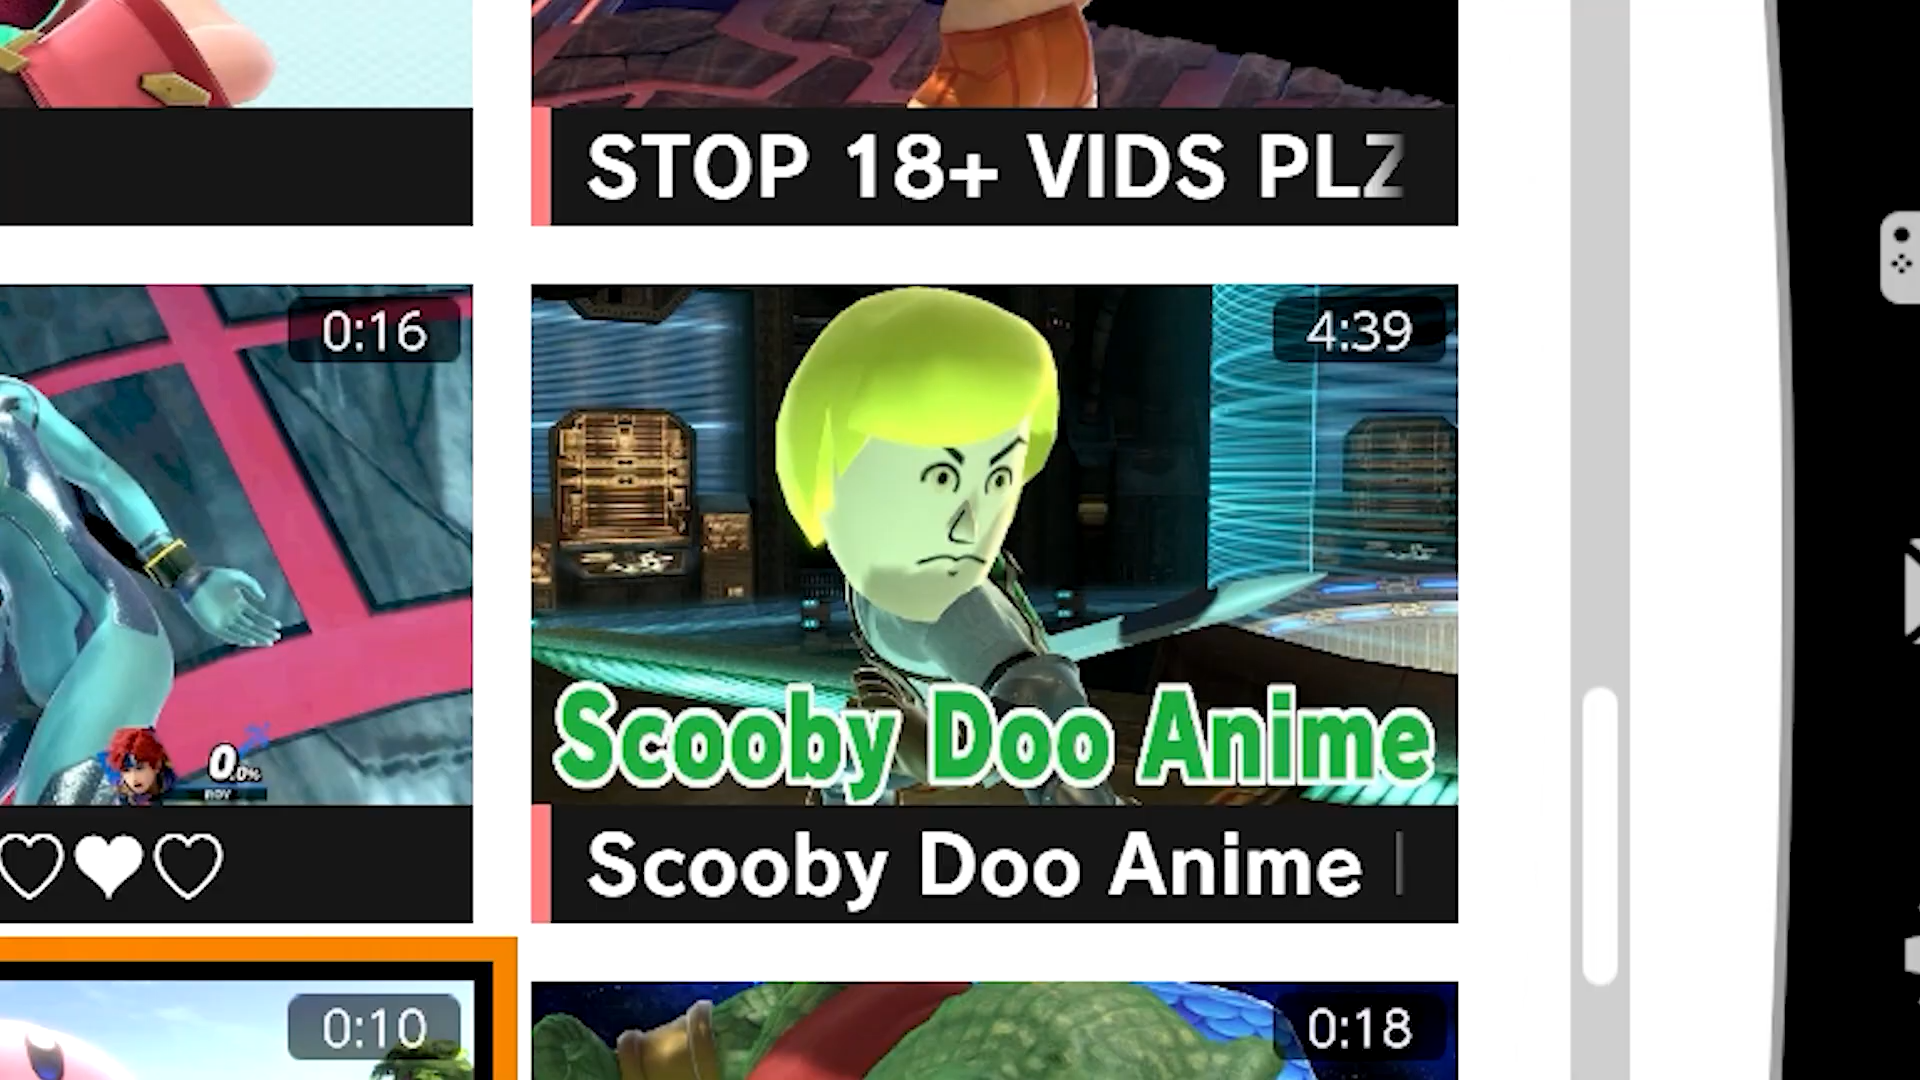 STOP 18+ VIDS PLZ
0:16
4:39
0.0%
ROY
Scooby Doo Anime
♡♥♡
Scooby Doo Anime
0:10
0:18